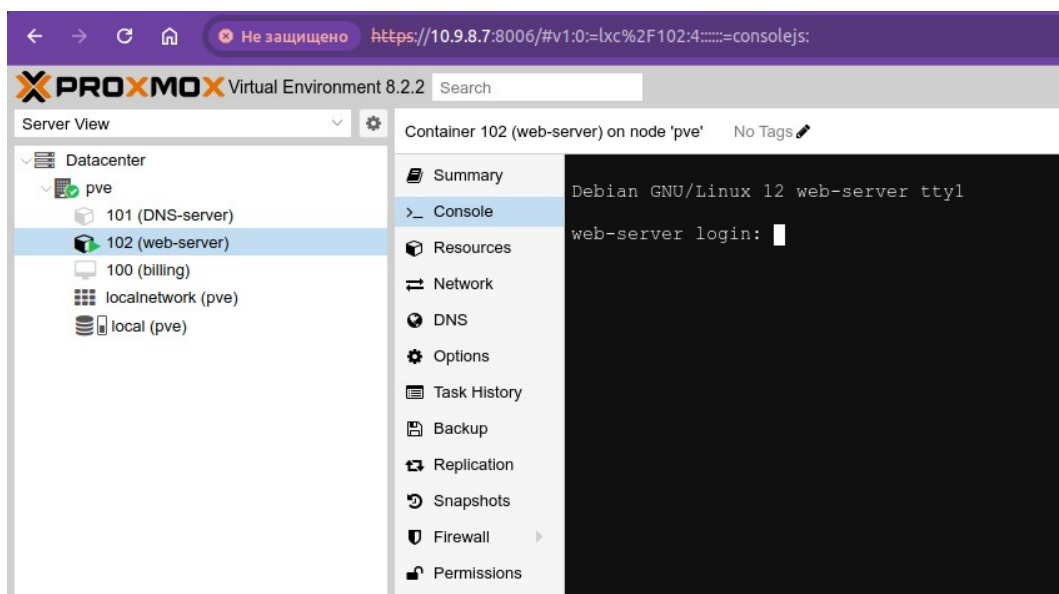 Не защищено https://10.9.8.7:8006/#v1:0:=lxc%2F102:4::::::=consolejs:
PROXMOX Virtual Environment 8.2.2 Search
Server View
Container 102 (web-server) on node 'pve' No Tags
Datacenter
pve
101 (DNS-server)
102 (web-server)
100 (billing)
localnetwork (pve)
local (pve)
Summary
>_ Console
Resources
Network
DNS
Options
Task History
Backup
Replication
Snapshots
Firewall
Permissions
Debian GNU/Linux 12 web-server tty1
web-server login: